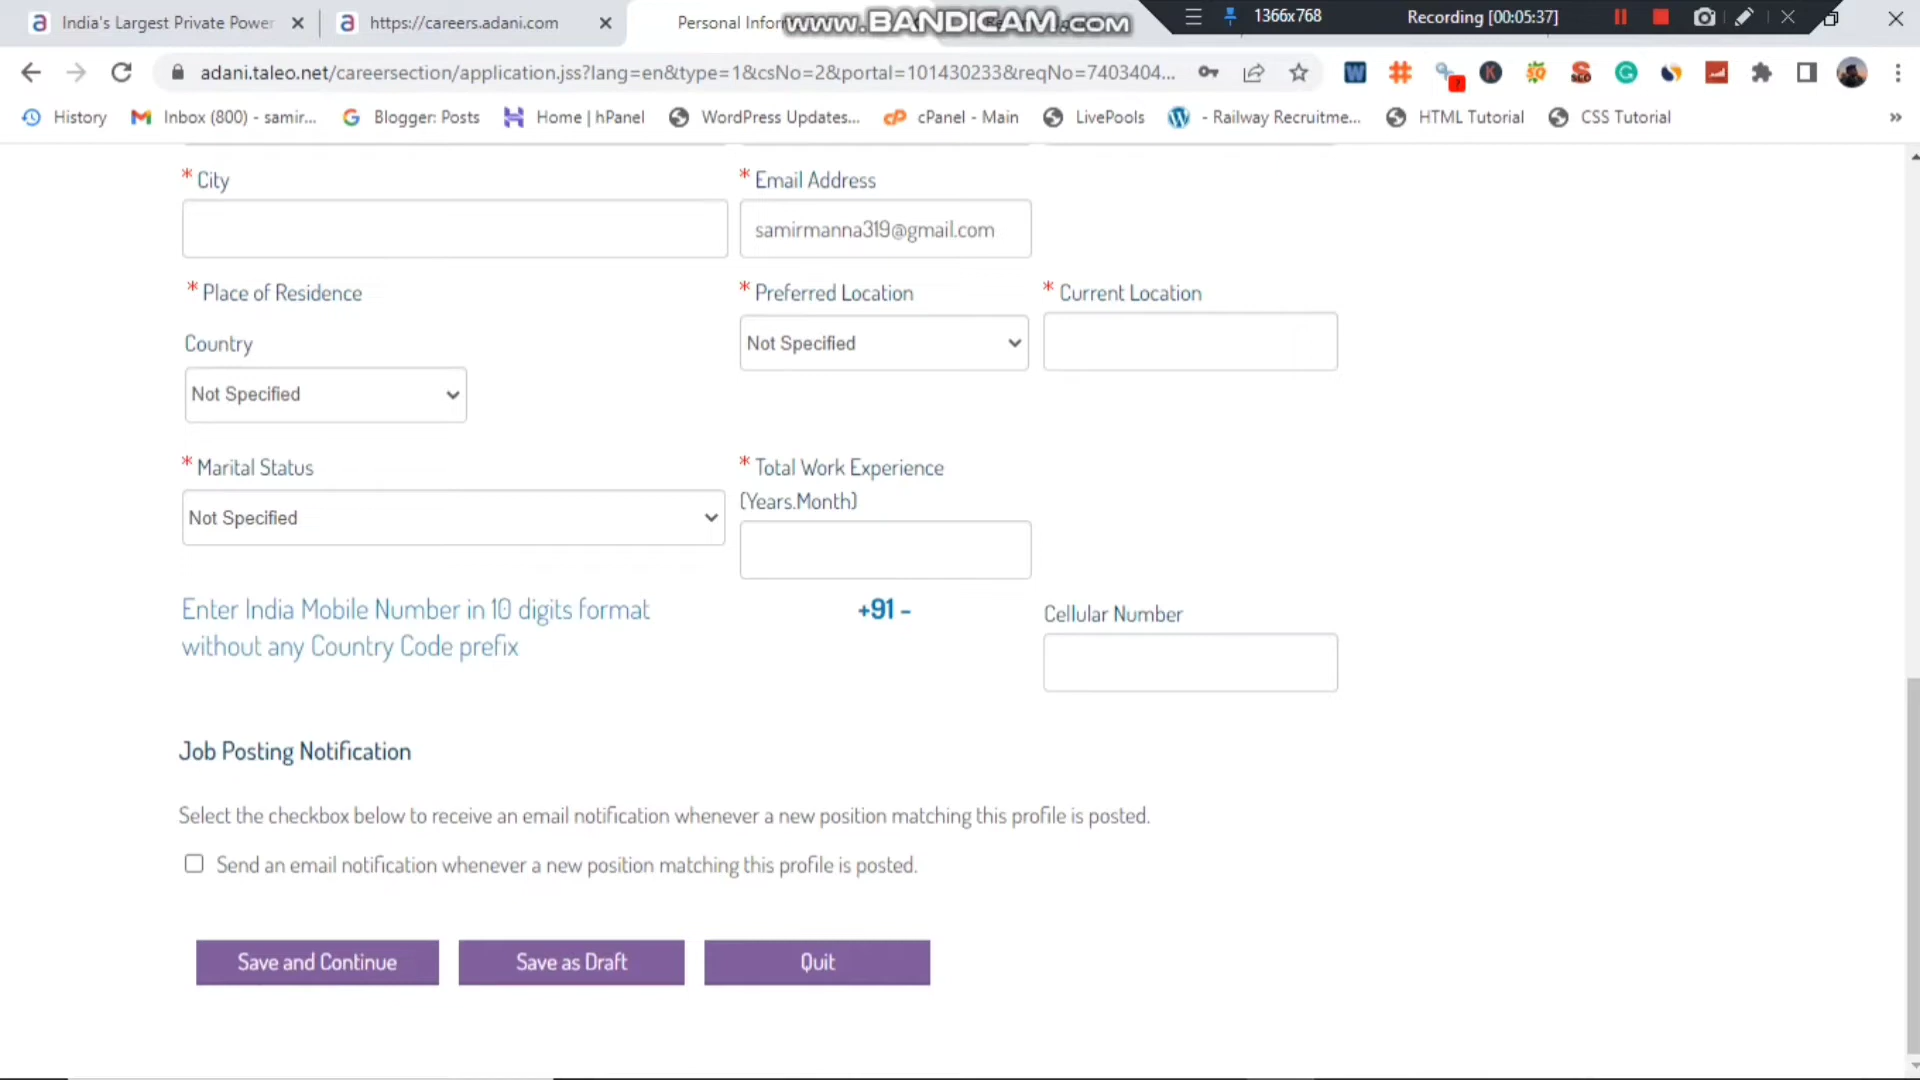 India's Largest Private Power
https://careers.adani.com
Personal Infor
www.BANDICAM.com
1366x768
Recording [00:05:37]
adani.taleo.net/careersection/application.jss?lang=en&type=1&csNo=2&portal=101430233&reqNo=7403404...
History
Inbox (800) - samir...
Blogger: Posts
Home | hPanel
WordPress Updates...
cPanel - Main
LivePools
- Railway Recruitme...
HTML Tutorial
CSS Tutorial
* City
* Email Address
samirmanna319@gmail.com
* Place of Residence
* Preferred Location
* Current Location
Country
Not Specified
Not Specified
* Marital Status
* Total Work Experience
(Years.Month)
Not Specified
Enter India Mobile Number in 10 digits format
without any Country Code prefix
+91 -
Cellular Number
Job Posting Notification
Select the checkbox below to receive an email notification whenever a new position matching this profile is posted.
Send an email notification whenever a new position matching this profile is posted.
Save and Continue
Save as Draft
Quit